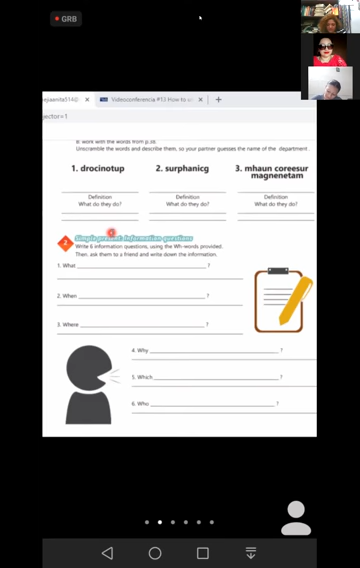 GRB
Videoconferencia #13 How to
B: work with the words from p.38.
Unscramble the words and describe them, so your partner guesses the name of the department.
1. drocinotup
2. surphanicg
3. mhaun coreesur magnenetam
Definition
What do they do?
Definition
What do they do?
Definition
What do they do?
2.
Simple present: information questions
Write 6 information questions, using the Wh-words provided.
Then, ask them to a friend and write down the information.
1. What ?
2. When ?
3. Where ?
4. Why ?
5. Which ?
6. Who ?